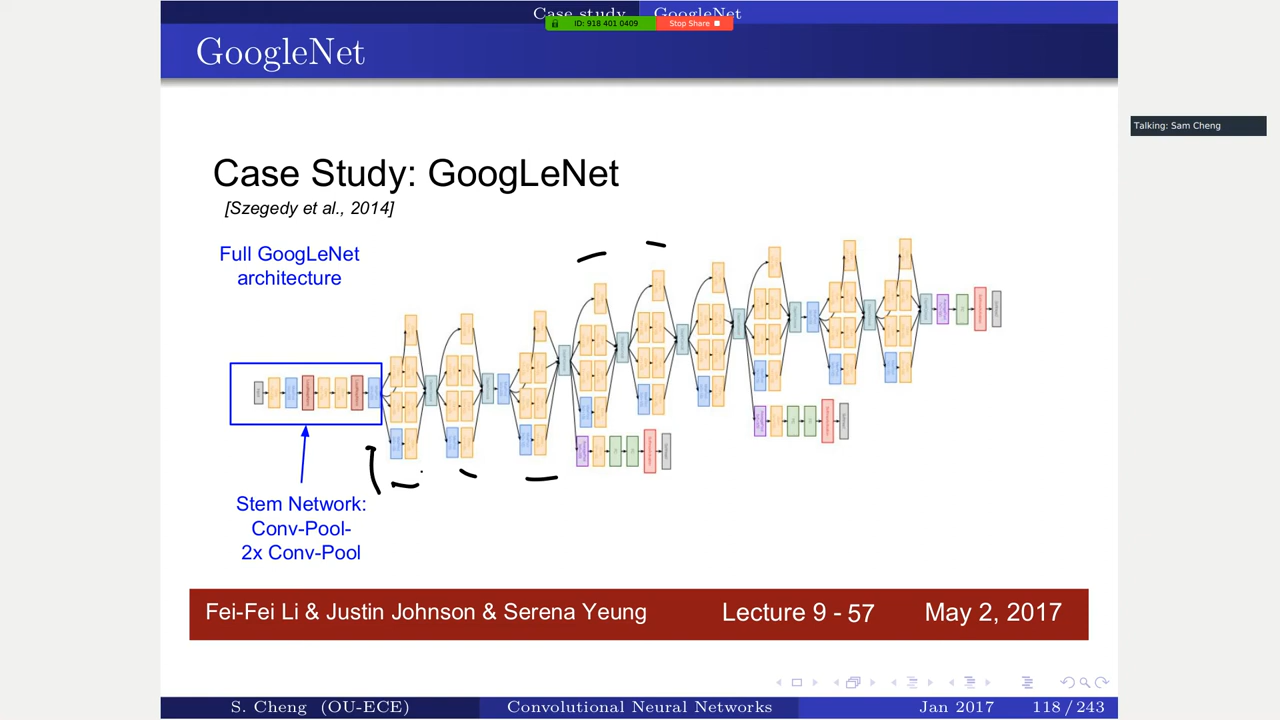 Case study GoogLeNet
ID: 918 401 0409 Stop Share
GoogleNet
Talking: Sam Cheng
Case Study: GoogLeNet
[Szegedy et al., 2014]
Full GoogLeNet
architecture
Stem Network:
Conv-Pool-
2x Conv-Pool
Fei-Fei Li & Justin Johnson & Serena Yeung Lecture 9 - 57 May 2, 2017
S. Cheng (OU-ECE) Convolutional Neural Networks Jan 2017 118 / 243